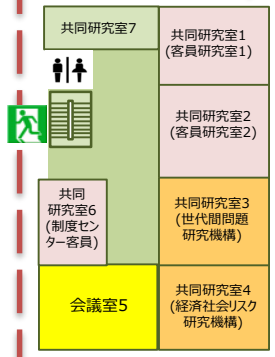 共同研究室7
共同研究室1
(客員研究室1)
共同研究室2
(客員研究室2)
共同
研究室6
(制度セン
ター客員)
共同研究室3
(世代間問題
研究機構)
会議室5
共同研究室4
(経済社会リスク
研究機構)